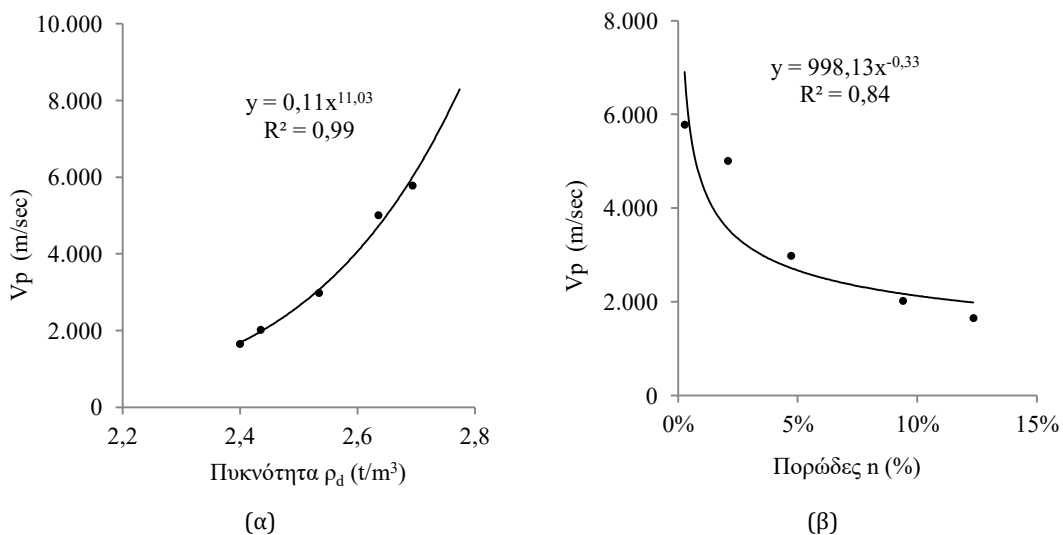 10.000
8.000
6.000
4.000
2.000
0
Vp (m/sec)
y = 0,11x^11,03
R² = 0,99
2,2
2,4
2,6
2,8
Πυκνότητα ρd (t/m³)
(α)
8.000
6.000
4.000
2.000
0
Vp (m/sec)
y = 998,13x^-0,33
R² = 0,84
0%
5%
10%
15%
Πορώδες n (%)
(β)